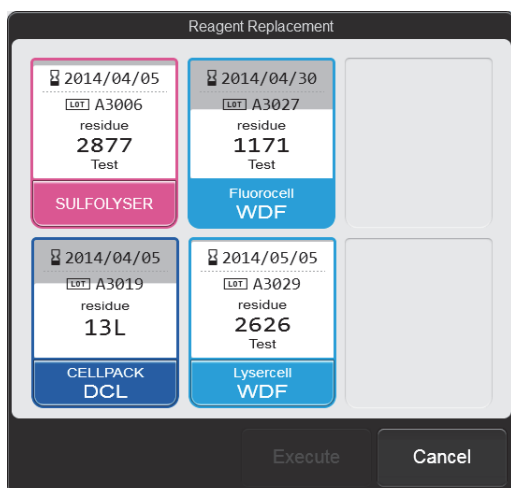 Reagent Replacement
2014/04/05
LOT A3006
residue
2877
Test
SULFOLYSER
2014/04/30
LOT A3027
residue
1171
Test
Fluorocell
WDF
2014/04/05
LOT A3019
residue
13L
CELLPACK
DCL
2014/05/05
LOT A3029
residue
2626
Test
Lysercell
WDF
Execute
Cancel